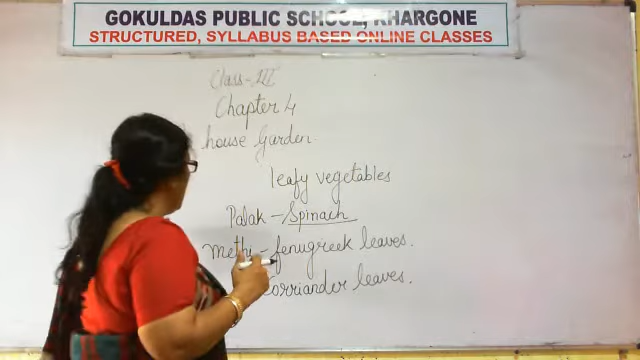 GOKULDAS PUBLIC SCHOOL, KHARGONE
STRUCTURED, SYLLABUS BASED ONLINE CLASSES
Class-III
Chapter 4
house Garden
leafy vegetables
Palak - Spinach
Methi - fenugreek leaves.
Corriander leaves.